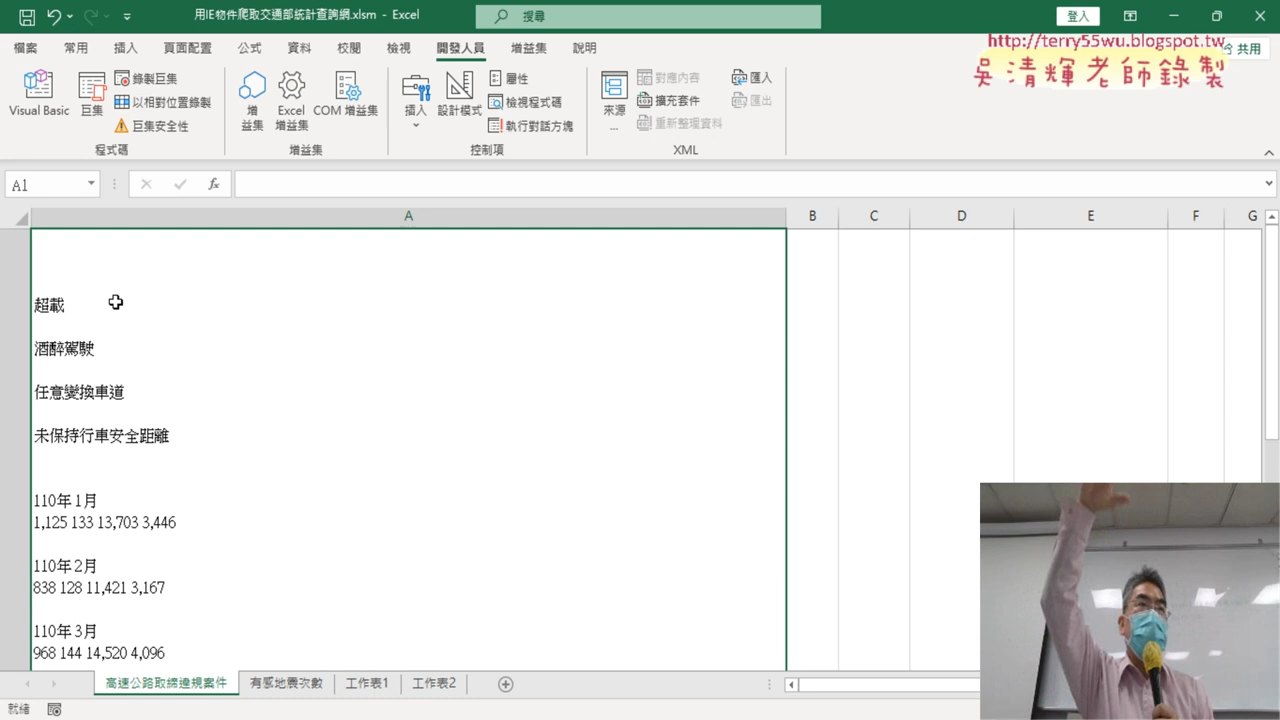 用IE物件爬取交通部統計查詢網.xlsm - Excel
搜尋
登入
檔案 常用 插入 頁面配置 公式 資料 校閱 檢視 開發人員 增益集 說明
共用
http://terry55wu.blogspot.tw
吳清輝老師錄製
Visual Basic
巨集
錄製巨集
以相對位置錄製
巨集安全性
程式碼
增
益集
Excel
增益集
COM 增益集
增益集
插入
設計模式
屬性
檢視程式碼
執行對話方塊
控制項
來源
...
對應內容
擴充套件
重新整理資料
匯入
匯出
XML
A1
fx
A B C D E F G
超載
酒醉駕駛
任意變換車道
未保持行車安全距離
110年 1月
1,125 133 13,703 3,446
110年 2月
838 128 11,421 3,167
110年 3月
968 144 14,520 4,096
高速公路取締違規案件 有感地震次數 工作表1 工作表2
就緒